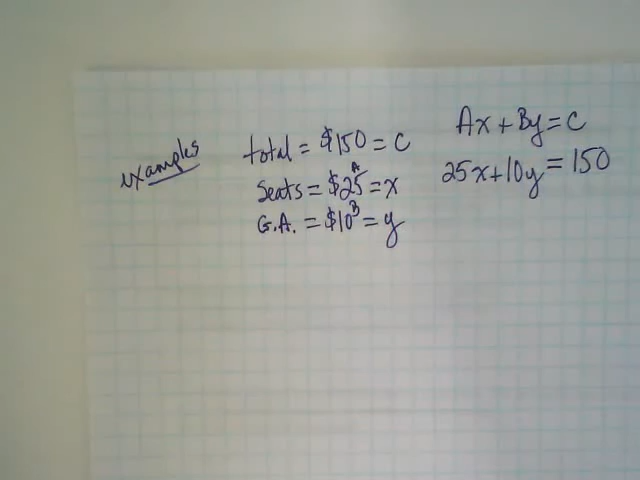 examples
total = $150 = C
Seats = $25 A = x
G.A. = $10 B = y
Ax + By = C
25x + 10y = 150